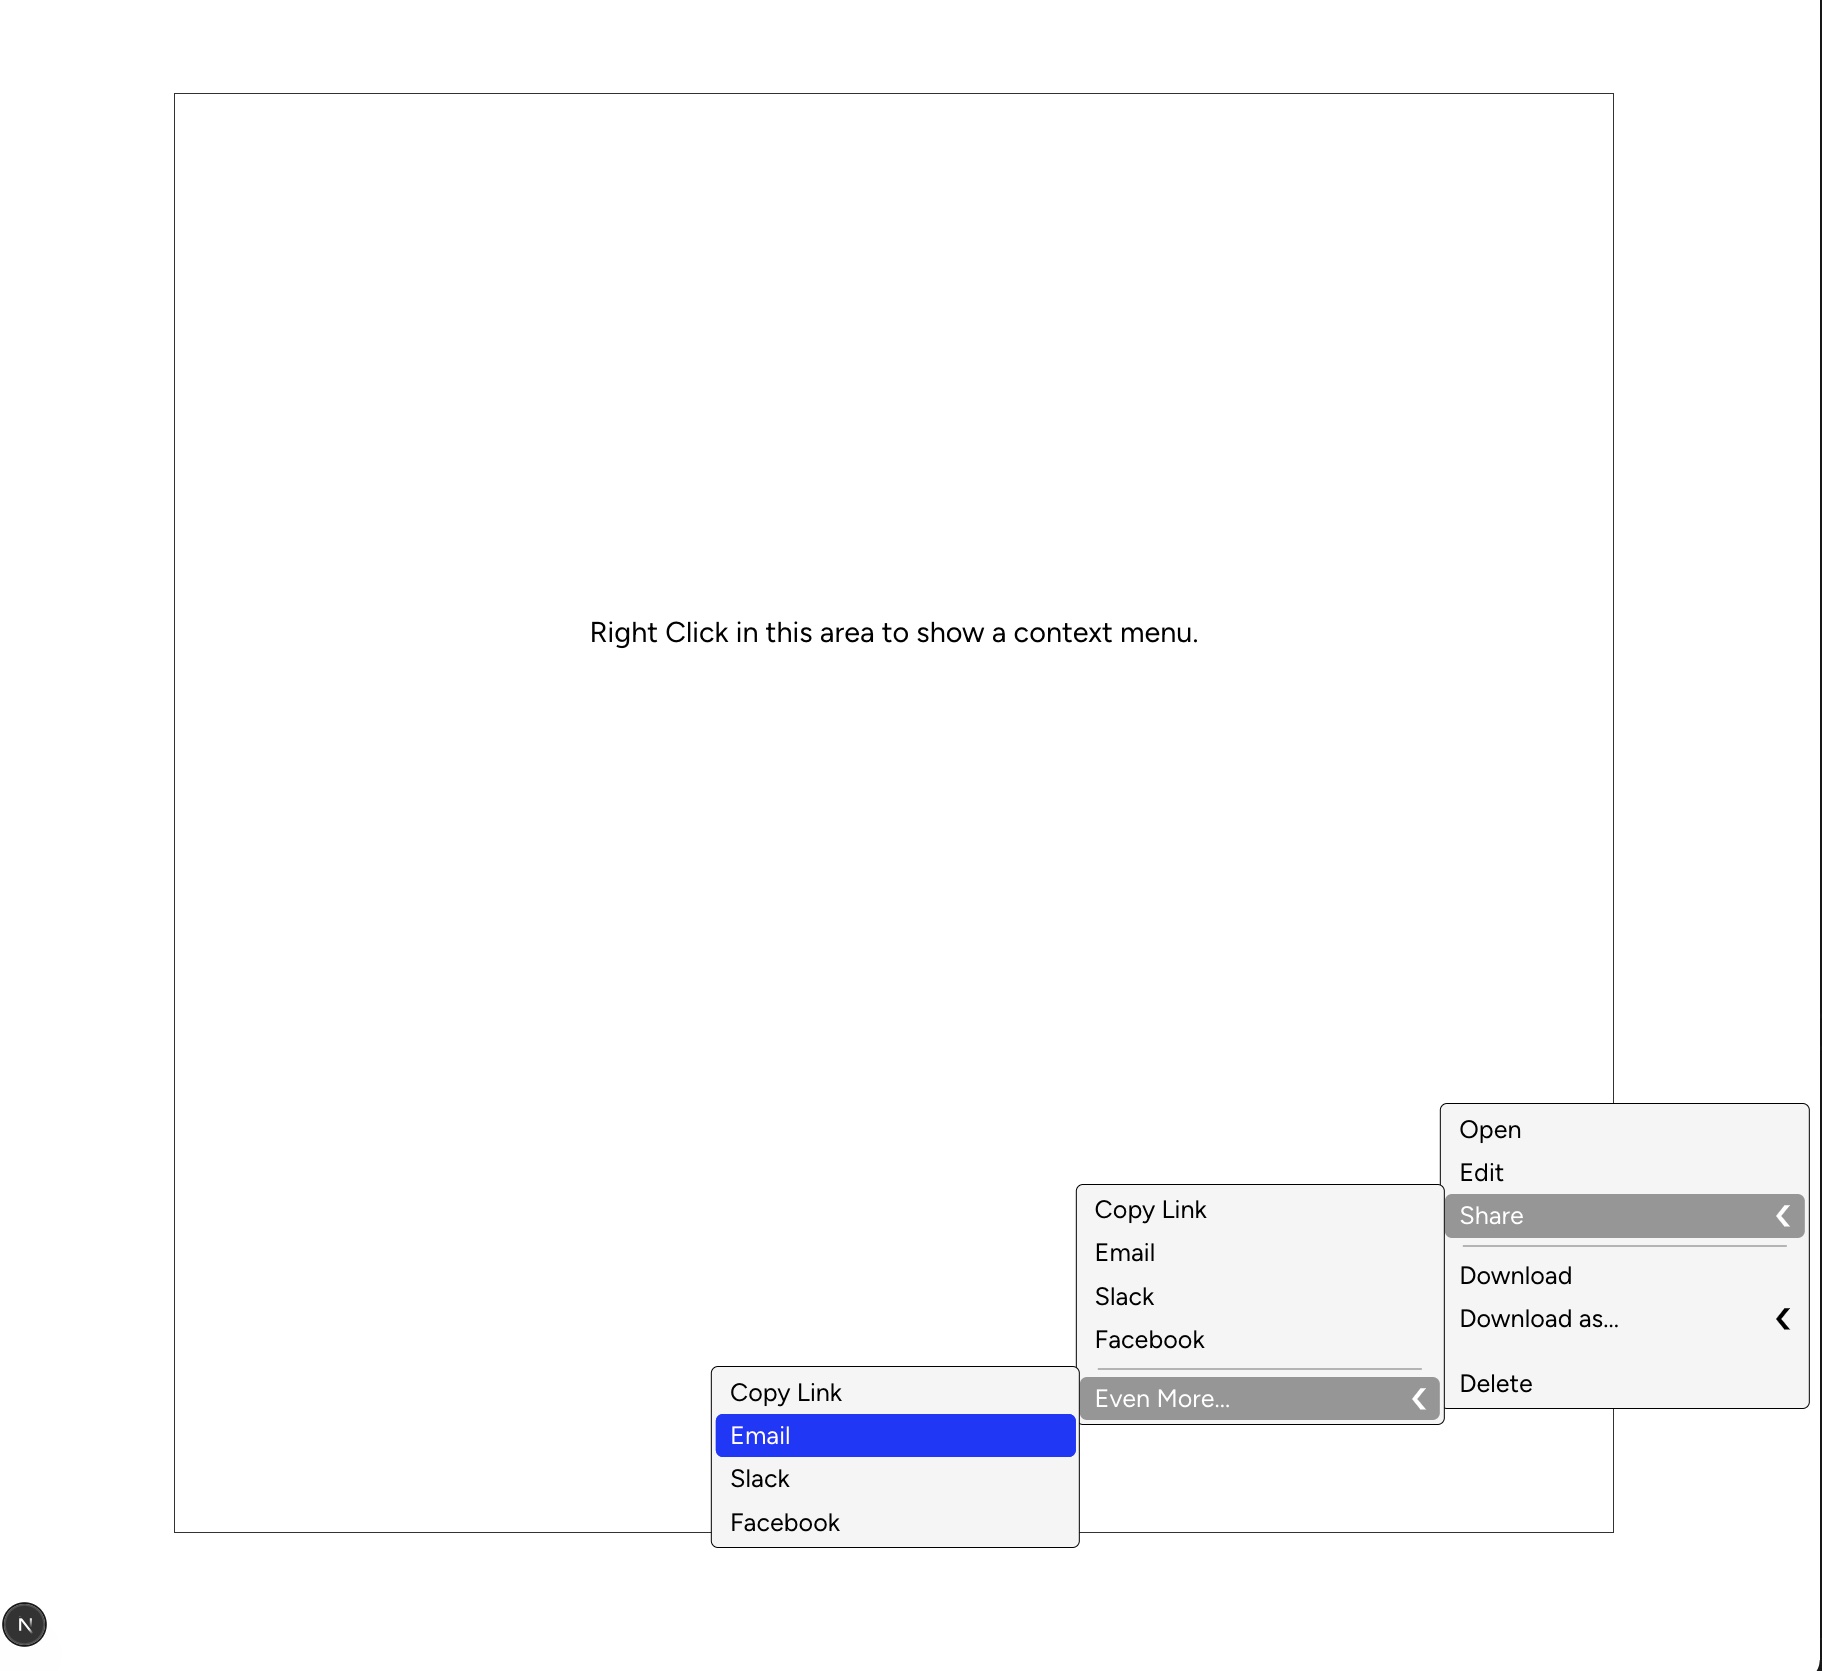 Right Click in this area to show a context menu.
Open
Edit
Share
Download
Download as...
Delete
Copy Link
Email
Slack
Facebook
Even More...
Copy Link
Email
Slack
Facebook
N